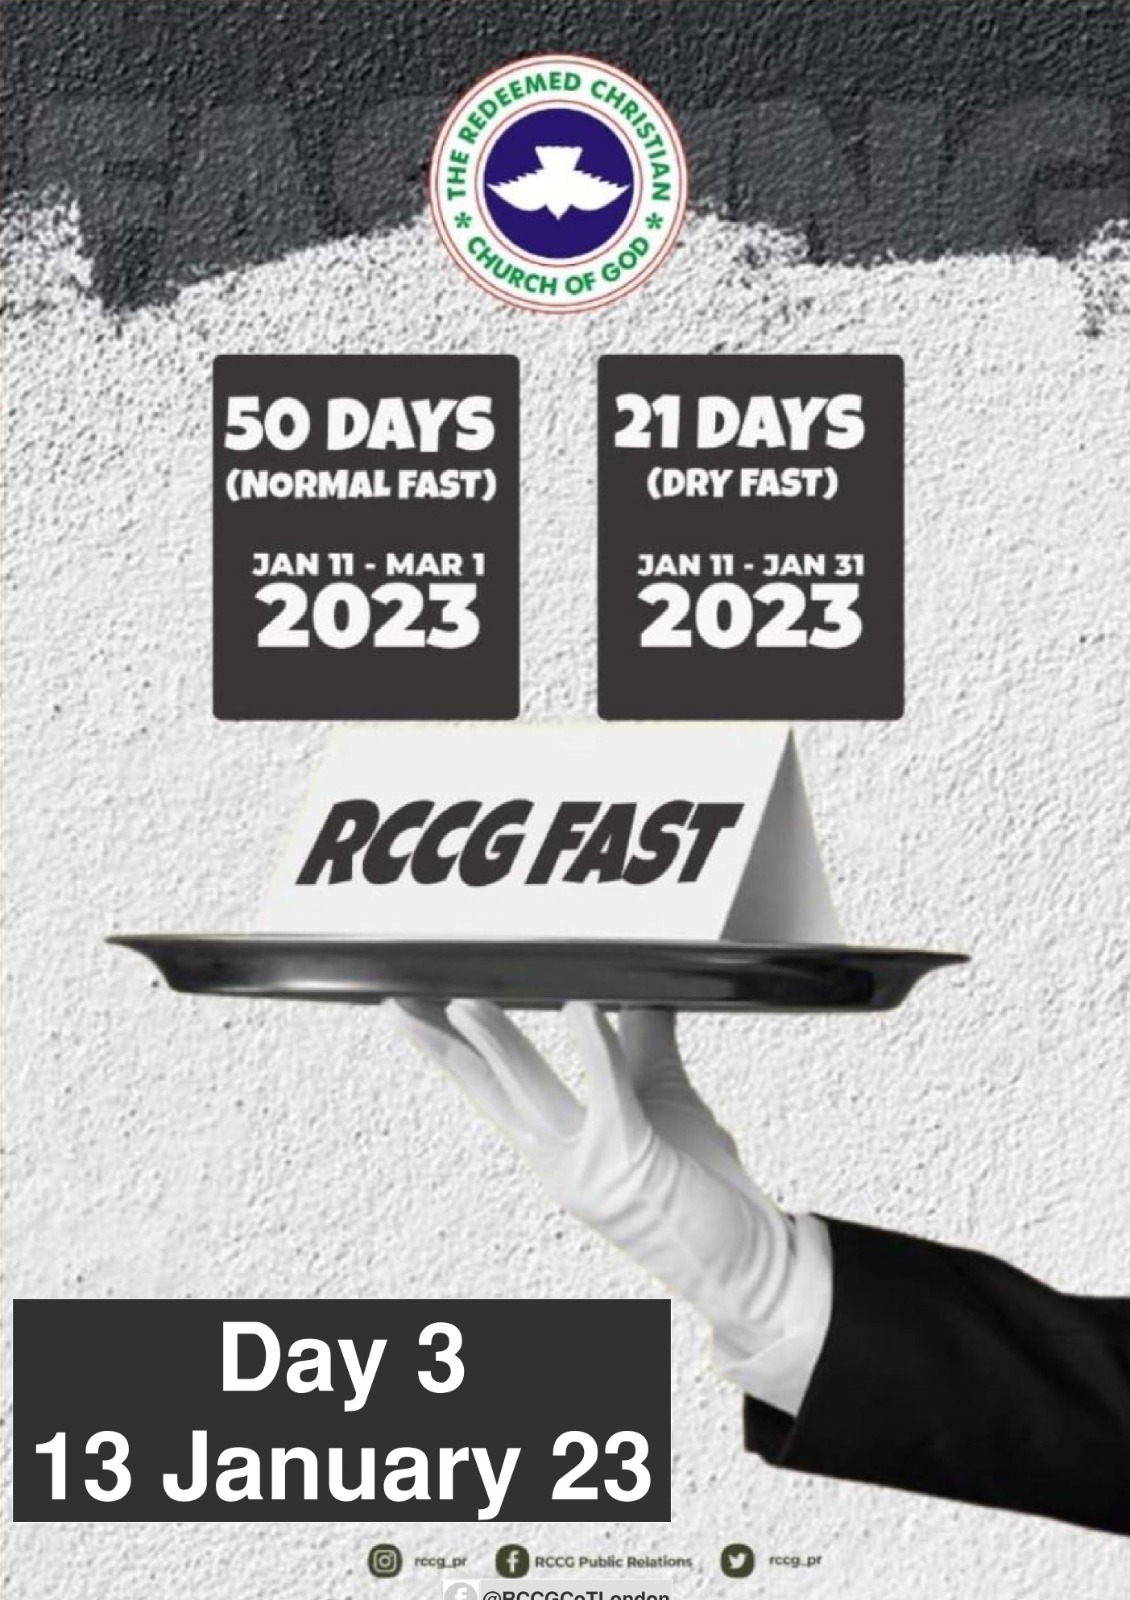 THE REDEEMED CHRISTIAN
* CHURCH OF GOD *
50 DAYS
(NORMAL FAST)
JAN 11 - MAR 1
2023
21 DAYS
(DRY FAST)
JAN 11 - JAN 31
2023
RCCG FAST
Day 3
13 January 23
rccg_pr
RCCG Public Relations
rccg_pr
@RCCGCoTLondon